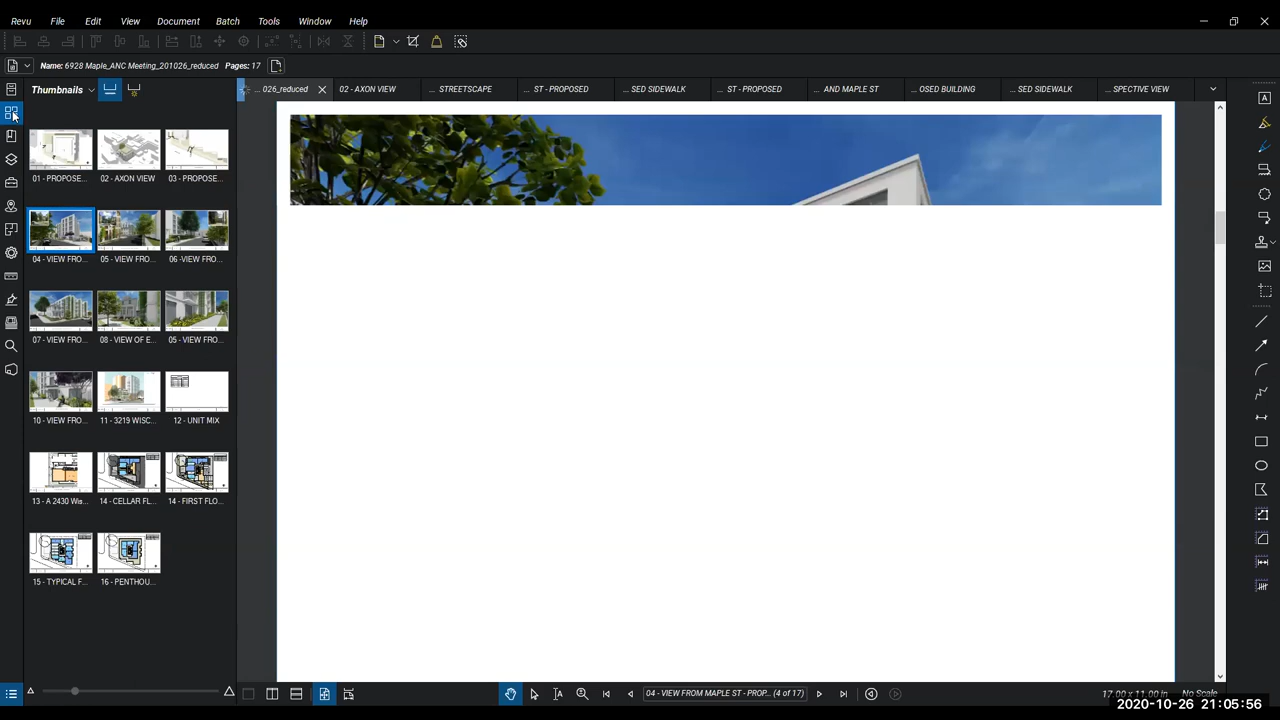 Revu File Edit View Document Batch Tools Window Help
Name: 6928 Maple_ANC Meeting_201026_reduced Pages: 17
Thumbnails
... 026_reduced 02 - AXON VIEW ... STREETSCAPE ... ST - PROPOSED ... SED SIDEWALK ... ST - PROPOSED ... AND MAPLE ST ... OSED BUILDING ... SED SIDEWALK ... SPECTIVE VIEW
01 - PROPOSE... 02 - AXON VIEW 03 - PROPOSE...
04 - VIEW FRO... 05 - VIEW FRO... 06 -VIEW FRO...
07 - VIEW FRO... 08 - VIEW OF E... 05 - VIEW FRO...
10 - VIEW FRO... 11 - 3219 WISC... 12 - UNIT MIX
13 - A 2430 Wis... 14 - CELLAR FL... 14 - FIRST FLO...
15 - TYPICAL F... 16 - PENTHOU...
04 - VIEW FROM MAPLE ST - PROP... (4 of 17)
17.00 x 11.00 in No Scale
2020-10-26 21:05:56